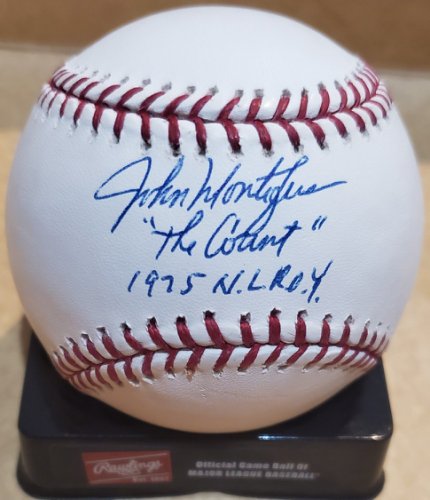 John Montefusco
"The Count"
1975 N.L R.O.Y.
Rawlings
Official Game Ball Of
MAJOR LEAGUE BASEBALL